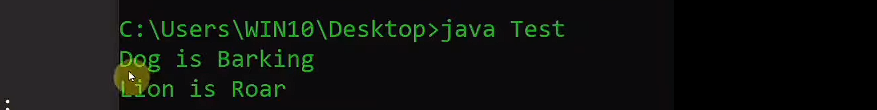 C:\Users\WIN10\Desktop>java Test
Dog is Barking
Lion is Roar
: